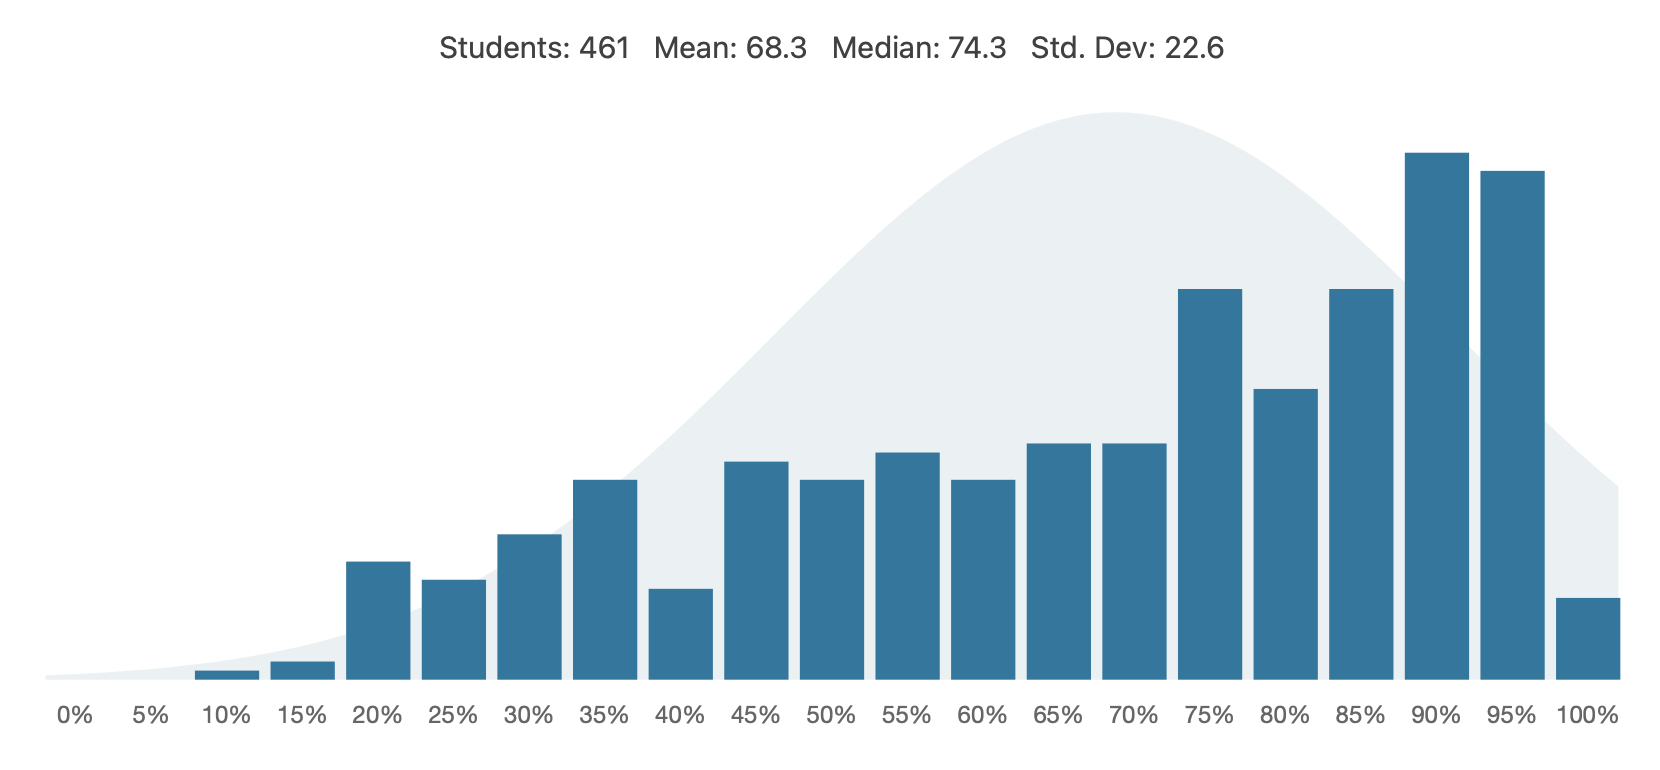 Students: 461 Mean: 68.3 Median: 74.3 Std. Dev: 22.6
0% 5% 10% 15% 20% 25% 30% 35% 40% 45% 50% 55% 60% 65% 70% 75% 80% 85% 90% 95% 100%